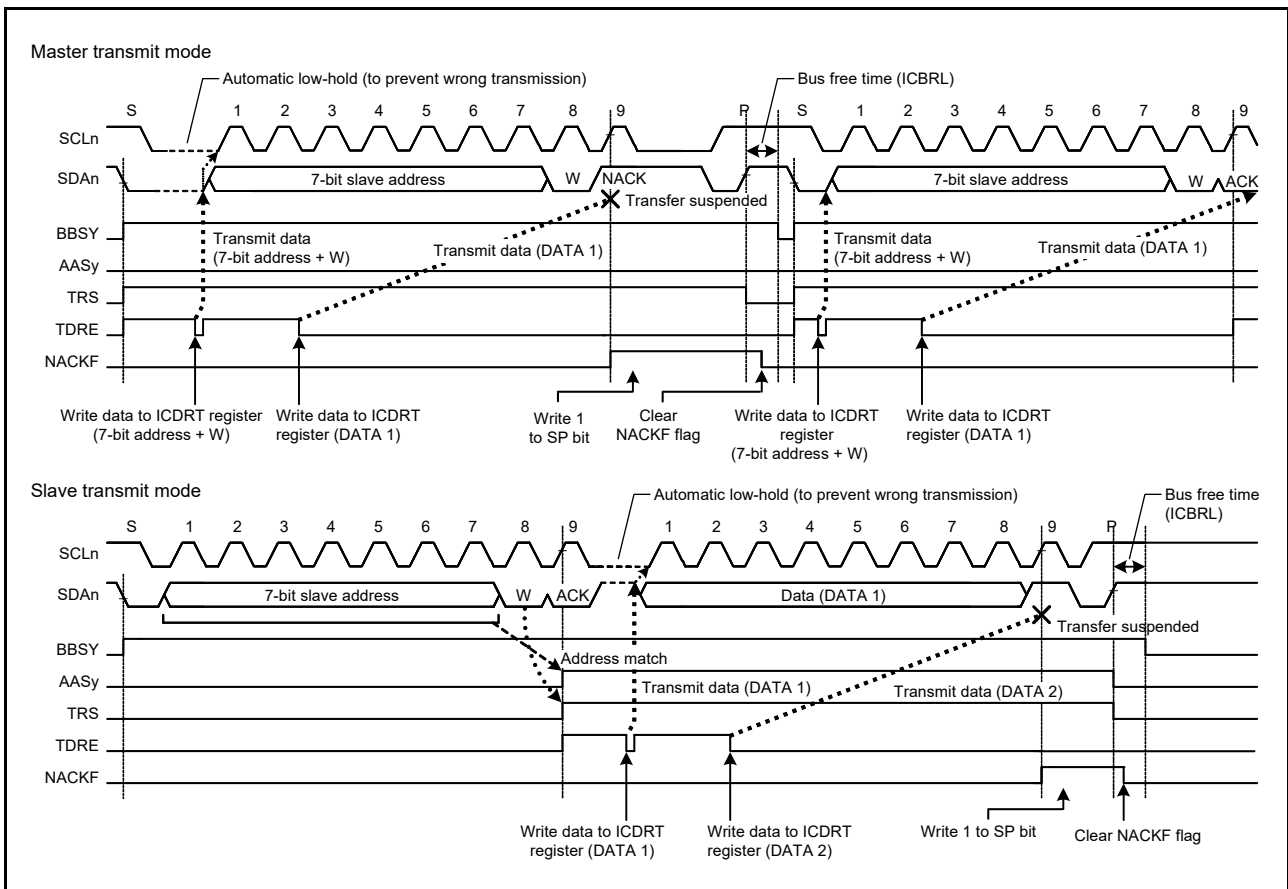 Master transmit mode
Automatic low-hold (to prevent wrong transmission)
Bus free time (ICBRL)
S 1 2 3 4 5 6 7 8 9 P S 1 2 3 4 5 6 7 8 9
SCLn
SDAn 7-bit slave address W NACK 7-bit slave address W ACK
Transfer suspended
BBSY
Transmit data
(7-bit address + W)
Transmit data (DATA 1)
Transmit data
(7-bit address + W)
Transmit data (DATA 1)
AASy
TRS
TDRE
NACKF
Write data to ICDRT register
(7-bit address + W)
Write data to ICDRT
register (DATA 1)
Write 1
to SP bit
Clear
NACKF flag
Write data to ICDRT
register
(7-bit address + W)
Write data to ICDRT
register (DATA 1)
Slave transmit mode
Automatic low-hold (to prevent wrong transmission)
Bus free time
(ICBRL)
S 1 2 3 4 5 6 7 8 9 1 2 3 4 5 6 7 8 9 P
SCLn
SDAn 7-bit slave address W ACK Data (DATA 1)
Transfer suspended
BBSY
Address match
AASy
Transmit data (DATA 1)
Transmit data (DATA 2)
TRS
TDRE
NACKF
Write data to ICDRT
register (DATA 1)
Write data to ICDRT
register (DATA 2)
Write 1 to SP bit
Clear NACKF flag